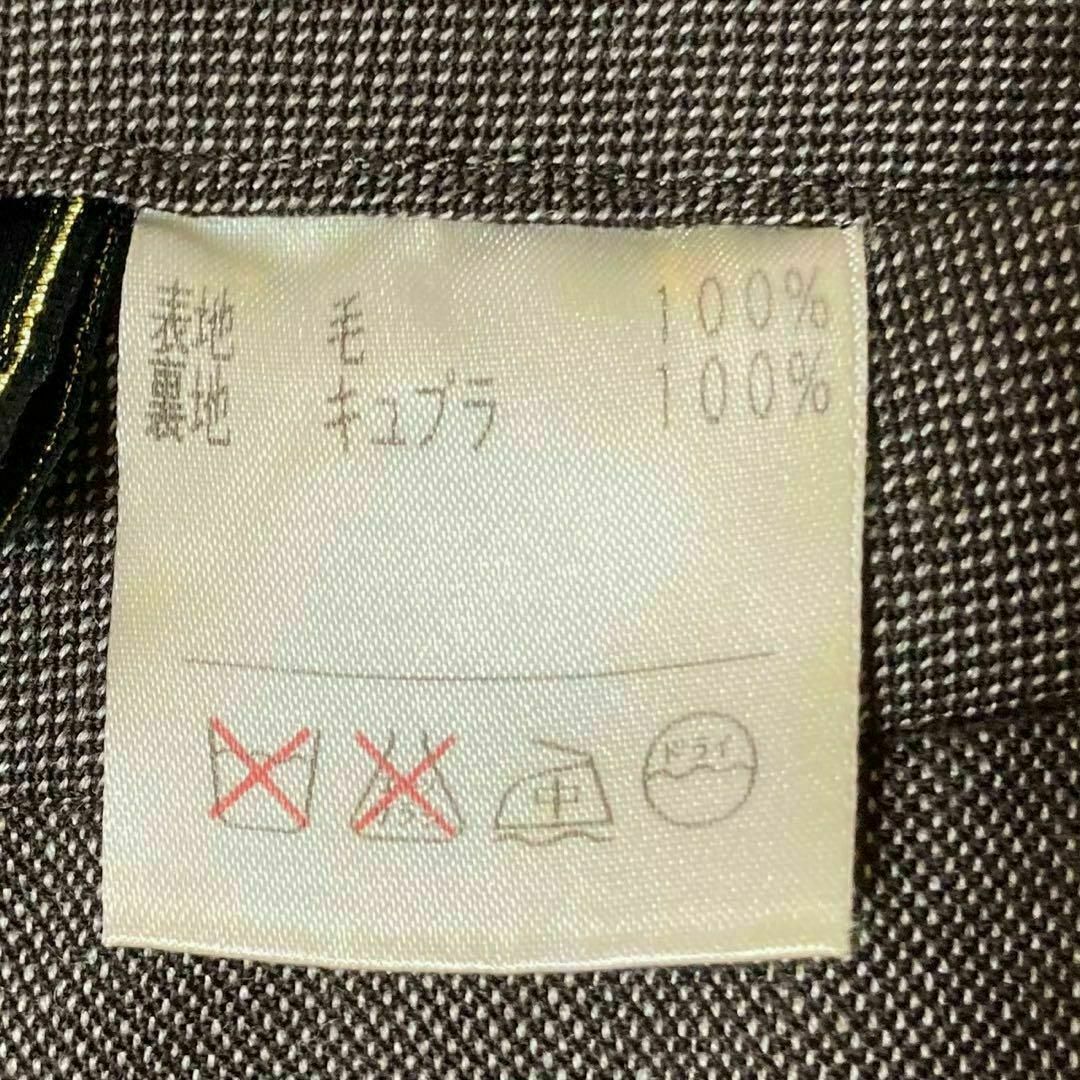 表地 毛 100%
裏地 キュプラ 100%
中 ドライ